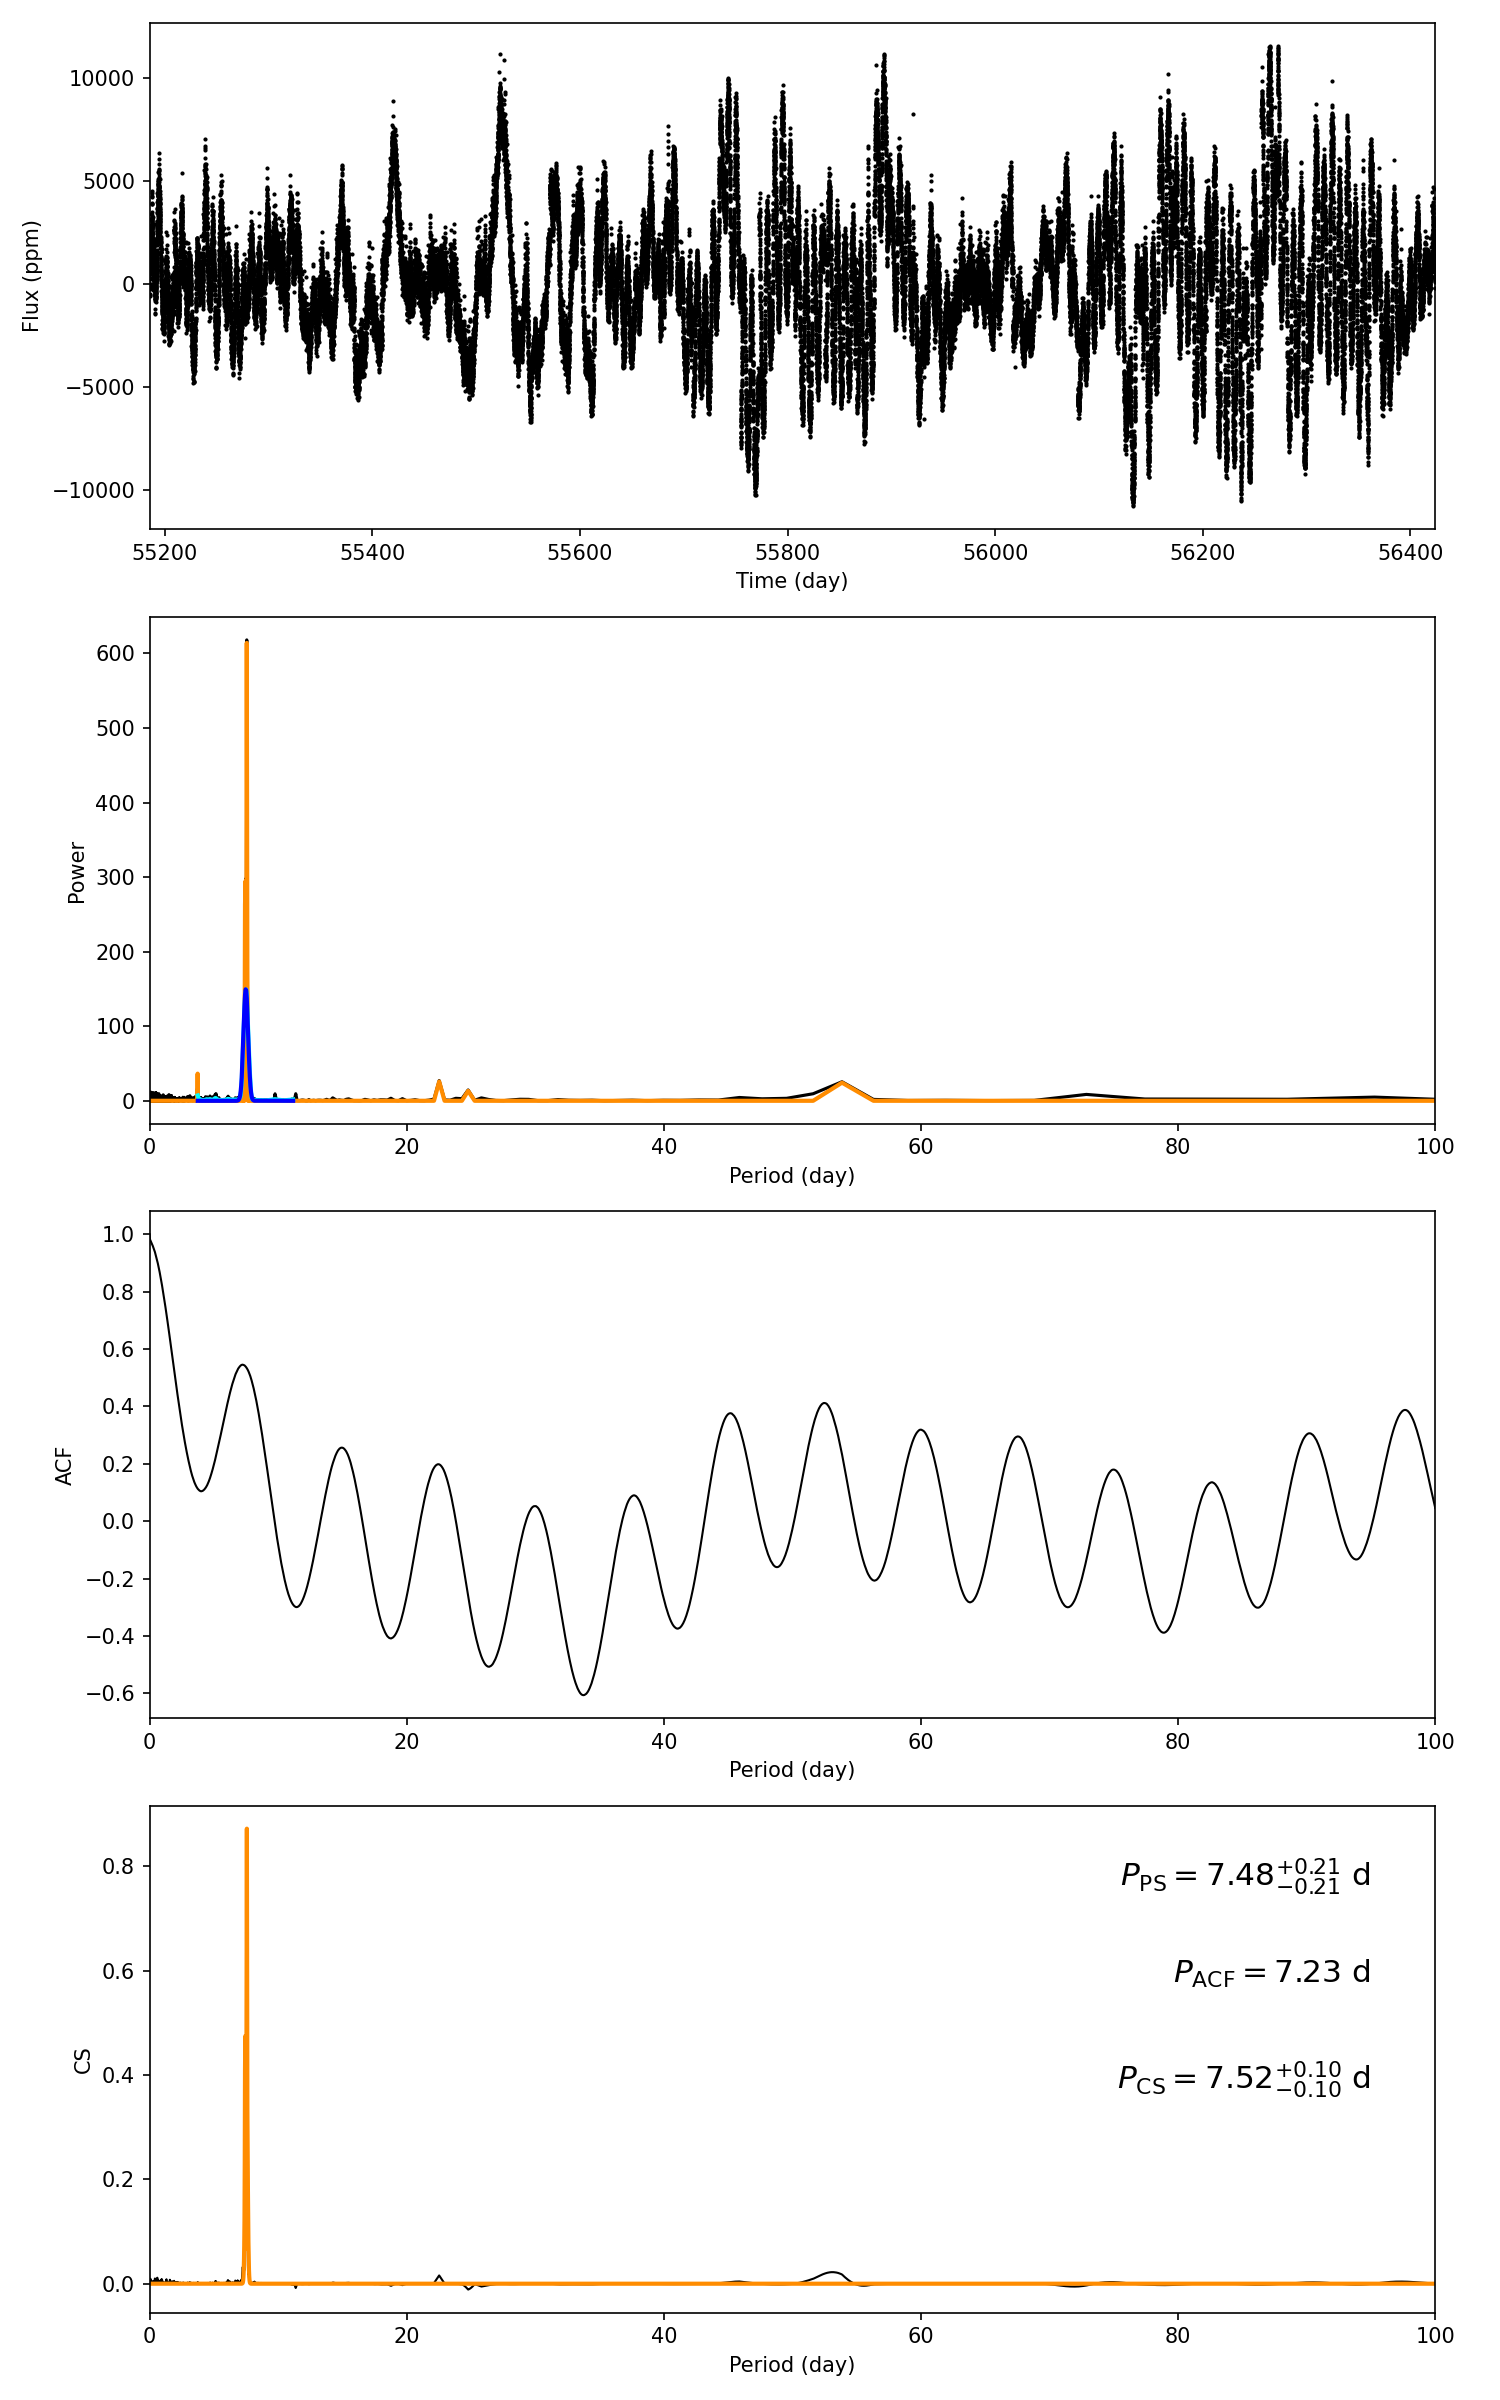 10000
5000
0
−5000
−10000
Flux (ppm)
55200 55400 55600 55800 56000 56200 56400
Time (day)
600
500
400
300
200
100
0
Power
0 20 40 60 80 100
Period (day)
1.0
0.8
0.6
0.4
0.2
0.0
−0.2
−0.4
−0.6
ACF
0 20 40 60 80 100
Period (day)
0.8
0.6
0.4
0.2
0.0
CS
P_PS = 7.48 +0.21 −0.21 d
P_ACF = 7.23 d
P_CS = 7.52 +0.10 −0.10 d
0 20 40 60 80 100
Period (day)